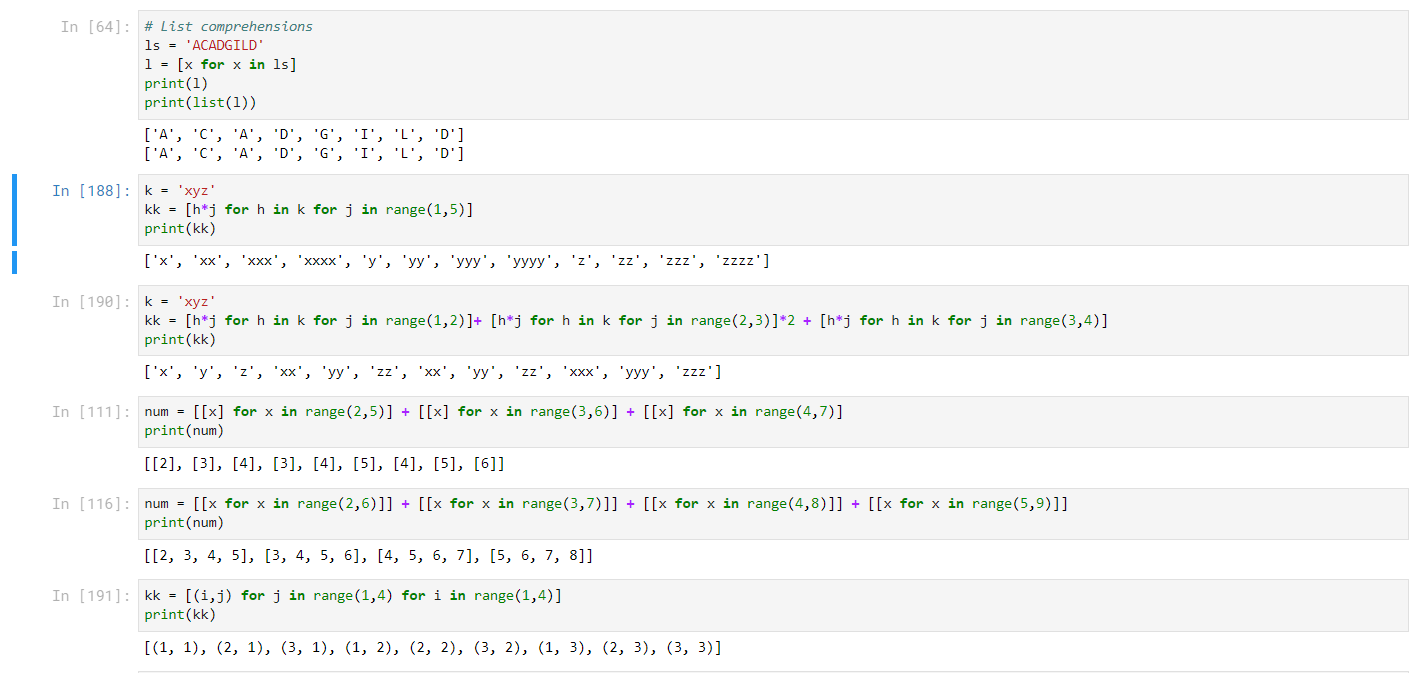 In [64]: # List comprehensions
ls = 'ACADGILD'
l = [x for x in ls]
print(l)
print(list(l))
['A', 'C', 'A', 'D', 'G', 'I', 'L', 'D']
['A', 'C', 'A', 'D', 'G', 'I', 'L', 'D']
In [188]: k = 'xyz'
kk = [h*j for h in k for j in range(1,5)]
print(kk)
['x', 'xx', 'xxx', 'xxxx', 'y', 'yy', 'yyy', 'yyyy', 'z', 'zz', 'zzz', 'zzzz']
In [190]: k = 'xyz'
kk = [h*j for h in k for j in range(1,2)]+ [h*j for h in k for j in range(2,3)]*2 + [h*j for h in k for j in range(3,4)]
print(kk)
['x', 'y', 'z', 'xx', 'yy', 'zz', 'xx', 'yy', 'zz', 'xxx', 'yyy', 'zzz']
In [111]: num = [[x] for x in range(2,5)] + [[x] for x in range(3,6)] + [[x] for x in range(4,7)]
print(num)
[[2], [3], [4], [3], [4], [5], [4], [5], [6]]
In [116]: num = [[x for x in range(2,6)]] + [[x for x in range(3,7)]] + [[x for x in range(4,8)]] + [[x for x in range(5,9)]]
print(num)
[[2, 3, 4, 5], [3, 4, 5, 6], [4, 5, 6, 7], [5, 6, 7, 8]]
In [191]: kk = [(i,j) for j in range(1,4) for i in range(1,4)]
print(kk)
[(1, 1), (2, 1), (3, 1), (1, 2), (2, 2), (3, 2), (1, 3), (2, 3), (3, 3)]